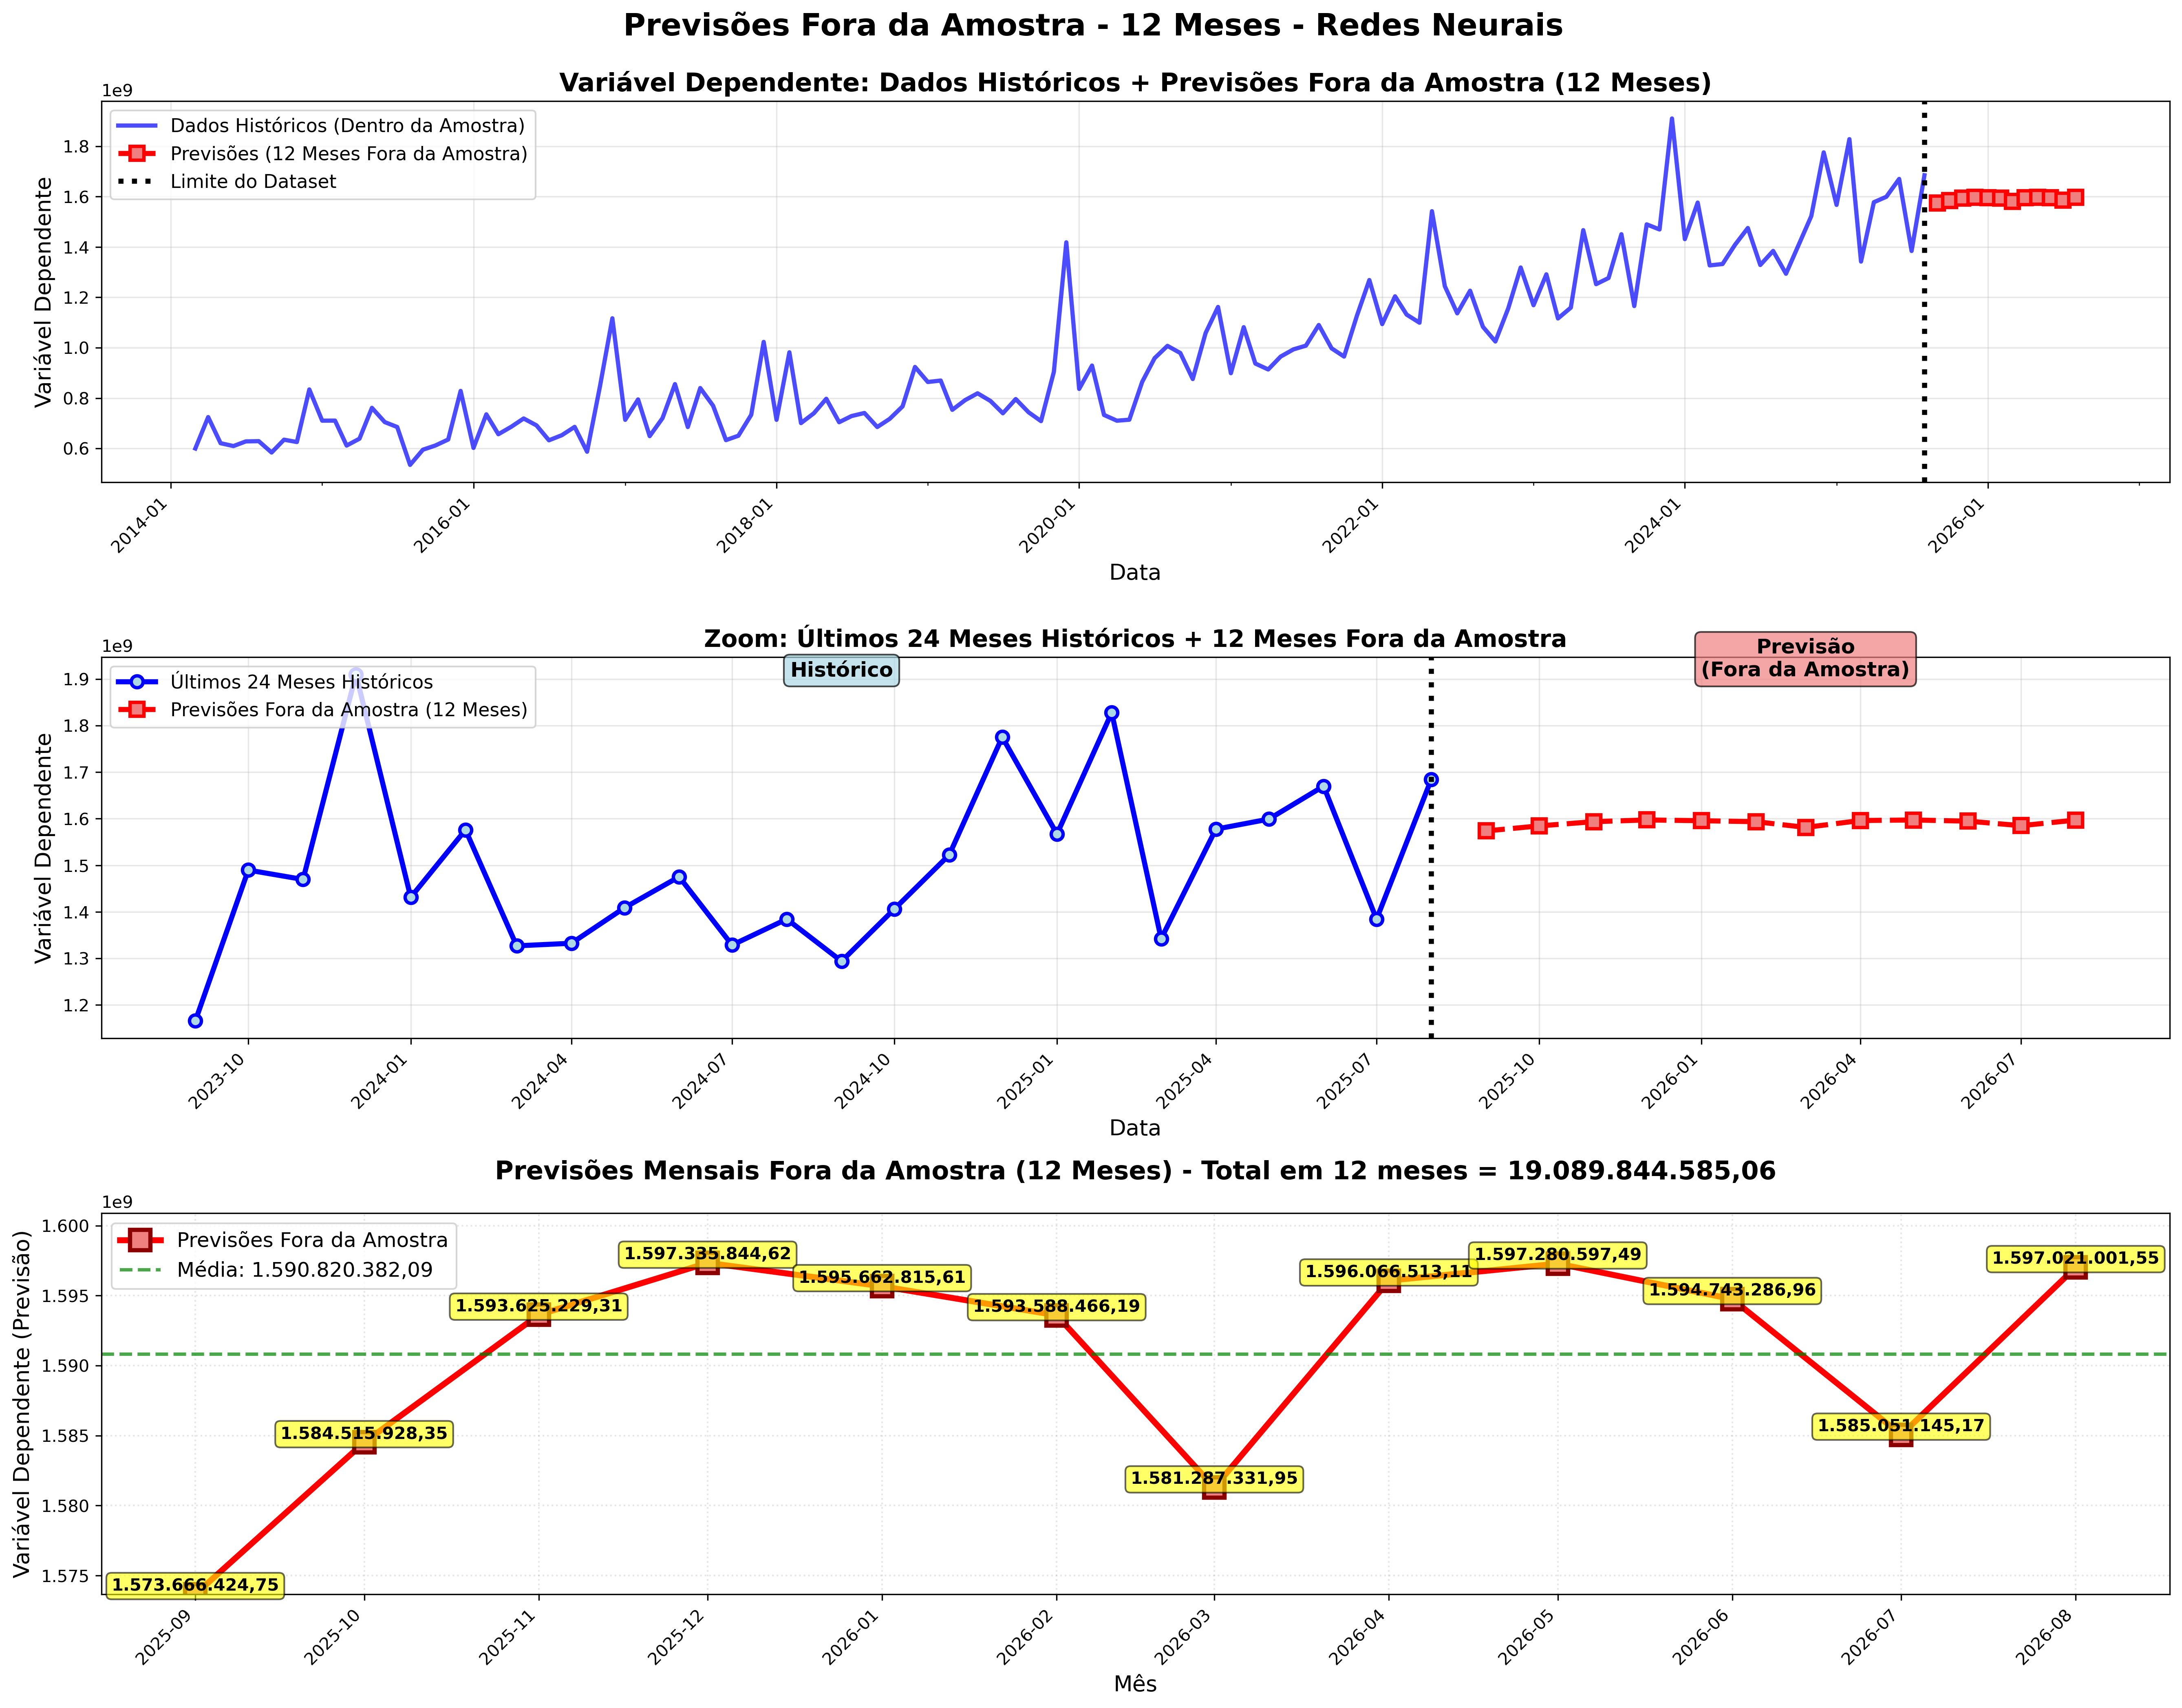 Previsões Fora da Amostra - 12 Meses - Redes Neurais
Variável Dependente: Dados Históricos + Previsões Fora da Amostra (12 Meses)
1e9
Dados Históricos (Dentro da Amostra)
Previsões (12 Meses Fora da Amostra)
Limite do Dataset
Variável Dependente
1.8
1.6
1.4
1.2
1.0
0.8
0.6
2014-01
2016-01
2018-01
2020-01
2022-01
2024-01
2026-01
Data
Zoom: Últimos 24 Meses Históricos + 12 Meses Fora da Amostra
1e9
Últimos 24 Meses Históricos
Previsões Fora da Amostra (12 Meses)
Histórico
Previsão
(Fora da Amostra)
Variável Dependente
1.9
1.8
1.7
1.6
1.5
1.4
1.3
1.2
2023-10
2024-01
2024-04
2024-07
2024-10
2025-01
2025-04
2025-07
2025-10
2026-01
2026-04
2026-07
Data
Previsões Mensais Fora da Amostra (12 Meses) - Total em 12 meses = 19.089.844.585,06
1e9
Previsões Fora da Amostra
Média: 1.590.820.382,09
Variável Dependente (Previsão)
1.600
1.595
1.590
1.585
1.580
1.575
1.573.666.424,75
1.584.515.928,35
1.593.625.229,31
1.597.335.844,62
1.595.662.815,61
1.593.588.466,19
1.581.287.331,95
1.596.066.513,11
1.597.280.597,49
1.594.743.286,96
1.585.051.145,17
1.597.021.001,55
2025-09
2025-10
2025-11
2025-12
2026-01
2026-02
2026-03
2026-04
2026-05
2026-06
2026-07
2026-08
Mês